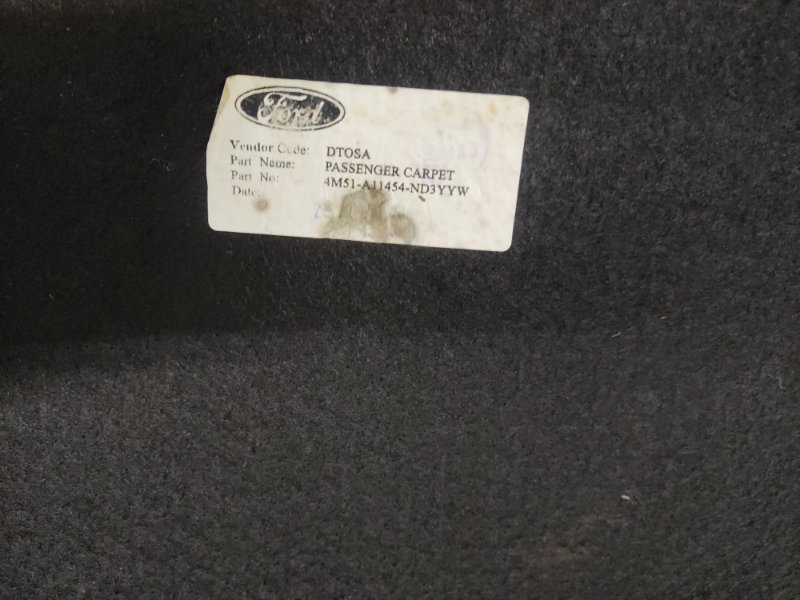 Ford
Vendor Code: DTOSA
Part Name: PASSENGER CARPET
Part No: 4M51-A11454-ND3YYW
Date: